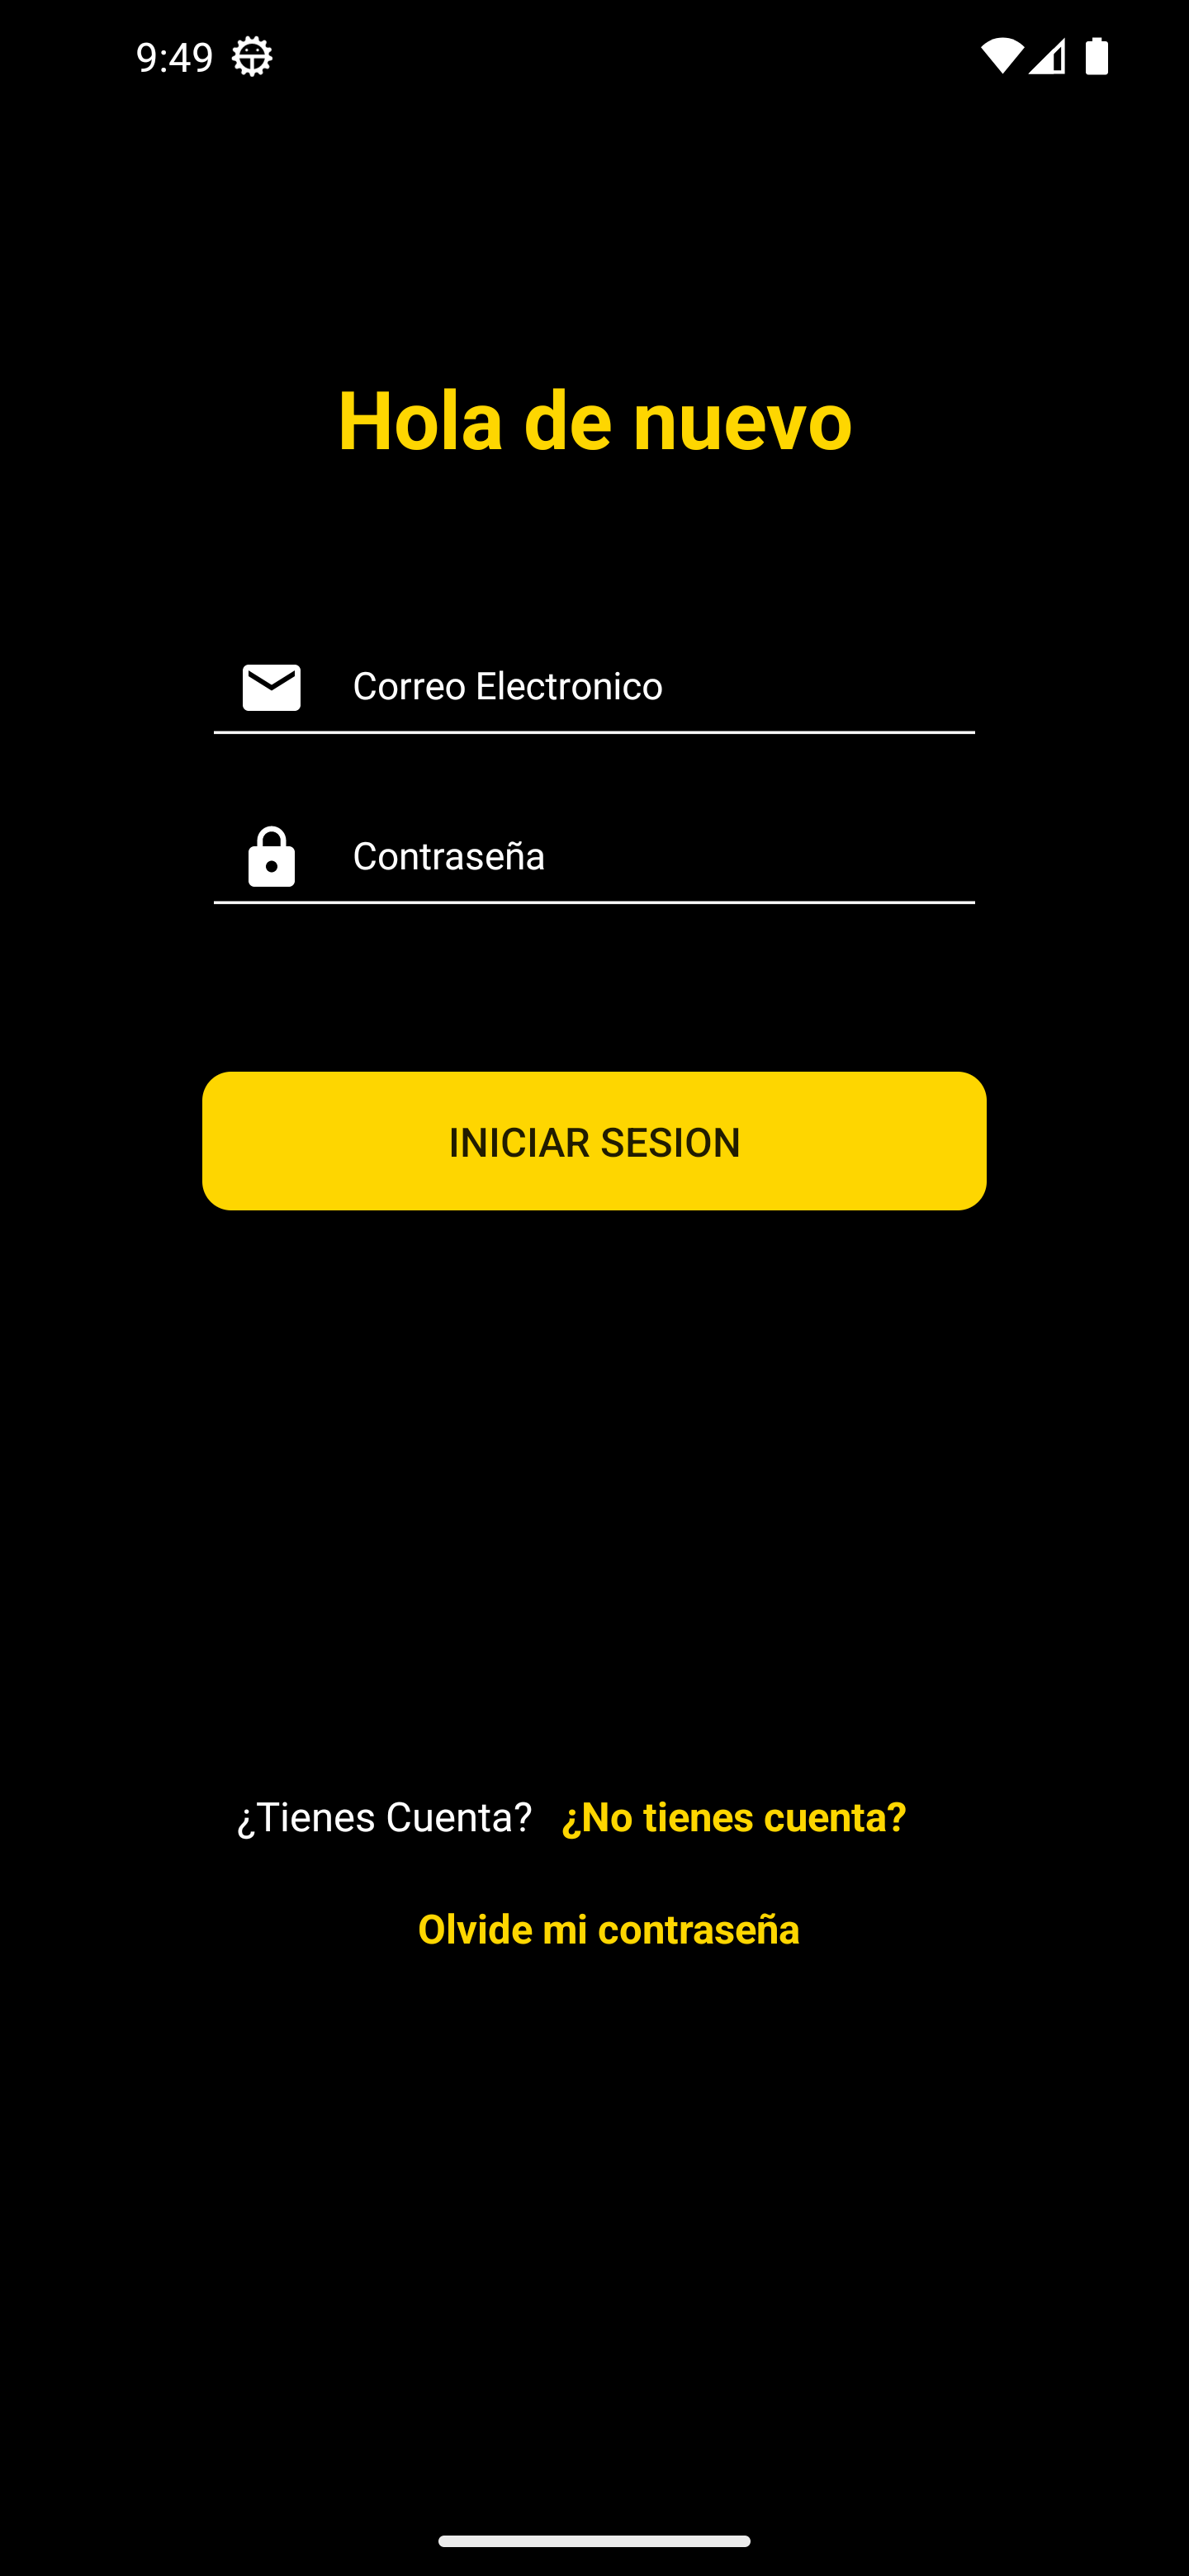 9:49
Hola de nuevo
Correo Electronico
Contraseña
INICIAR SESION
¿Tienes Cuenta? ¿No tienes cuenta?
Olvide mi contraseña